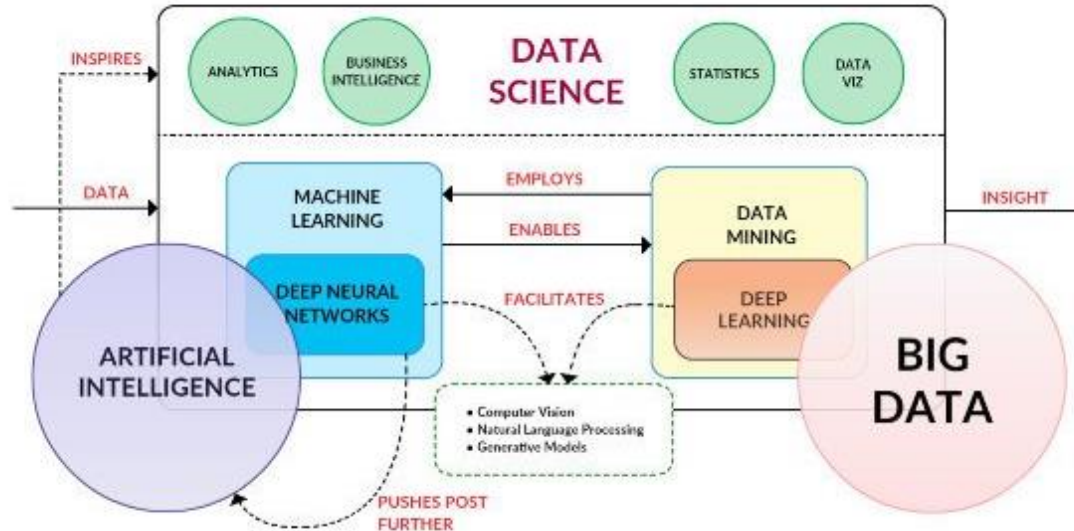 INSPIRES
ANALYTICS
BUSINESS
INTELLIGENCE
DATA
SCIENCE
STATISTICS
DATA
VIZ
DATA
MACHINE
LEARNING
EMPLOYS
ENABLES
DATA
MINING
INSIGHT
DEEP NEURAL
NETWORKS
FACILITATES
DEEP
LEARNING
ARTIFICIAL
INTELLIGENCE
BIG
DATA
• Computer Vision
• Natural Language Processing
• Generative Models
PUSHES POST
FURTHER